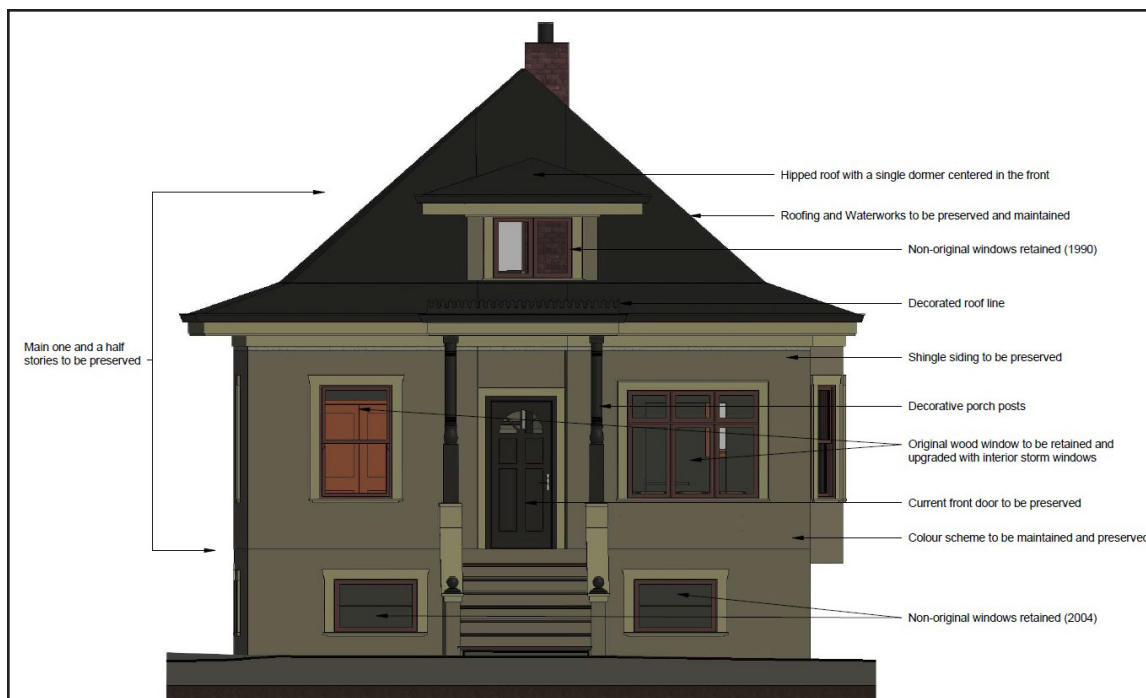 Hipped roof with a single dormer centered in the front
Roofing and Waterworks to be preserved and maintained
Non-original windows retained (1990)
Decorated roof line
Main one and a half
stories to be preserved
Shingle siding to be preserved
Decorative porch posts
Original wood window to be retained and
upgraded with interior storm windows
Current front door to be preserved
Colour scheme to be maintained and preserved
Non-original windows retained (2004)